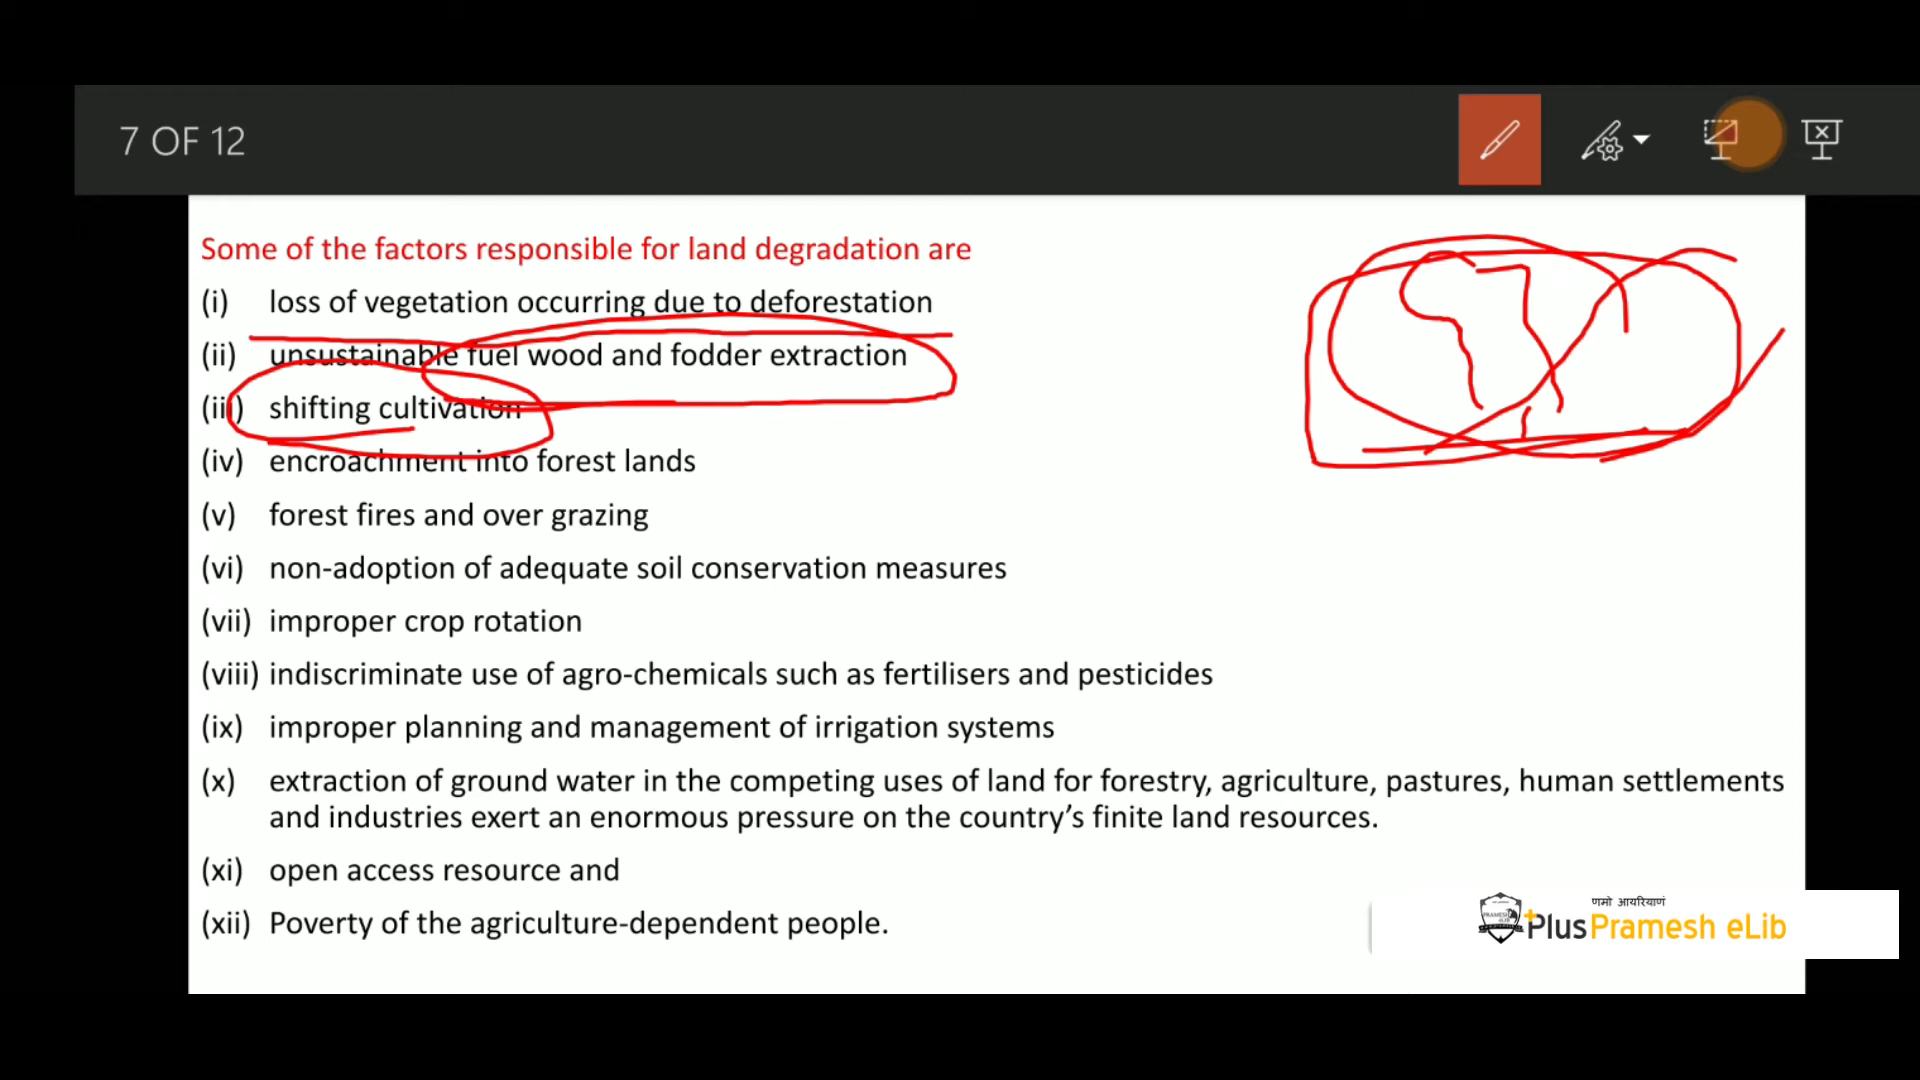 7 OF 12
Some of the factors responsible for land degradation are
(i) loss of vegetation occurring due to deforestation
(ii) unsustainable fuel wood and fodder extraction
(iii) shifting cultivation
(iv) encroachment into forest lands
(v) forest fires and over grazing
(vi) non-adoption of adequate soil conservation measures
(vii) improper crop rotation
(viii) indiscriminate use of agro-chemicals such as fertilisers and pesticides
(ix) improper planning and management of irrigation systems
(x) extraction of ground water in the competing uses of land for forestry, agriculture, pastures, human settlements
and industries exert an enormous pressure on the country’s finite land resources.
(xi) open access resource and
(xii) Poverty of the agriculture-dependent people.
णमो आयरियाणं
PRAMESH
eLib
+Plus Pramesh eLib